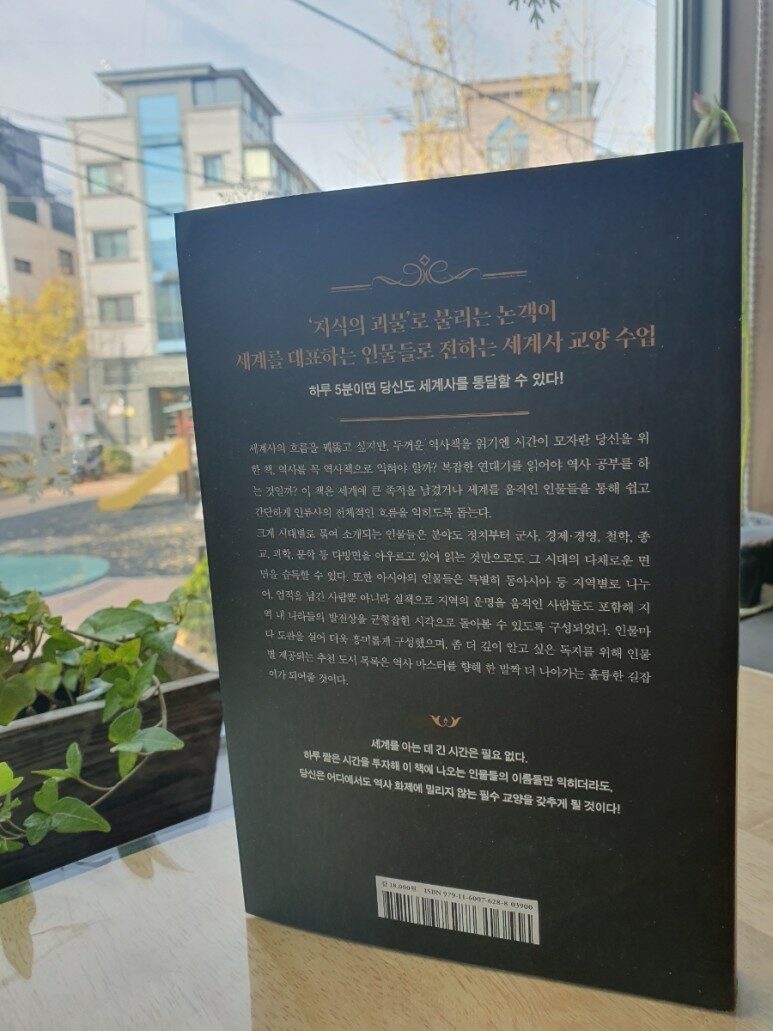 ‘지식의 괴물’로 불리는 논객이
세계를 대표하는 인물들로 전하는 세계사 교양 수업
하루 5분이면 당신도 세계사를 통달할 수 있다!
세계사의 흐름을 꿰뚫고 싶지만, 두꺼운 역사책을 읽기엔 시간이 모자란 당신을 위
한 책. 역사를 꼭 역사책으로 익혀야 할까? 복잡한 연대기를 읽어야 역사 공부를 하
는 것일까? 이 책은 세계에 큰 족적을 남겼거나 세계를 움직인 인물들을 통해 쉽고
간단하게 인류사의 전체적인 흐름을 익히도록 돕는다.
크게 시대별로 묶여 소개되는 인물들은 분야도 정치부터 군사, 경제·경영, 철학, 종
교, 과학, 문학 등 다방면을 아우르고 있어 읽는 것만으로도 그 시대의 다채로운 면
면을 습득할 수 있다. 또한 아시아의 인물들은 특별히 동아시아 등 지역별로 나누
어, 업적을 남긴 사람뿐 아니라 실책으로 지역의 운명을 움직인 사람들도 포함해 지
역 내 나라들의 발전상을 균형잡힌 시각으로 돌아볼 수 있도록 구성되었다. 인물마
다 도판을 실어 더욱 흥미롭게 구성했으며, 좀 더 깊이 알고 싶은 독자를 위해 인물
별 제공되는 추천 도서 목록은 역사 마스터를 향해 한 발짝 더 나아가는 훌륭한 길잡
이가 되어줄 것이다.
세계를 아는 데 긴 시간은 필요 없다.
하루 짧은 시간을 투자해 이 책에 나오는 인물들의 이름들만 익히더라도,
당신은 어디에서도 역사 화제에 밀리지 않는 필수 교양을 갖추게 될 것이다!
값 18,000원 ISBN 979-11-6007-628-8 03900